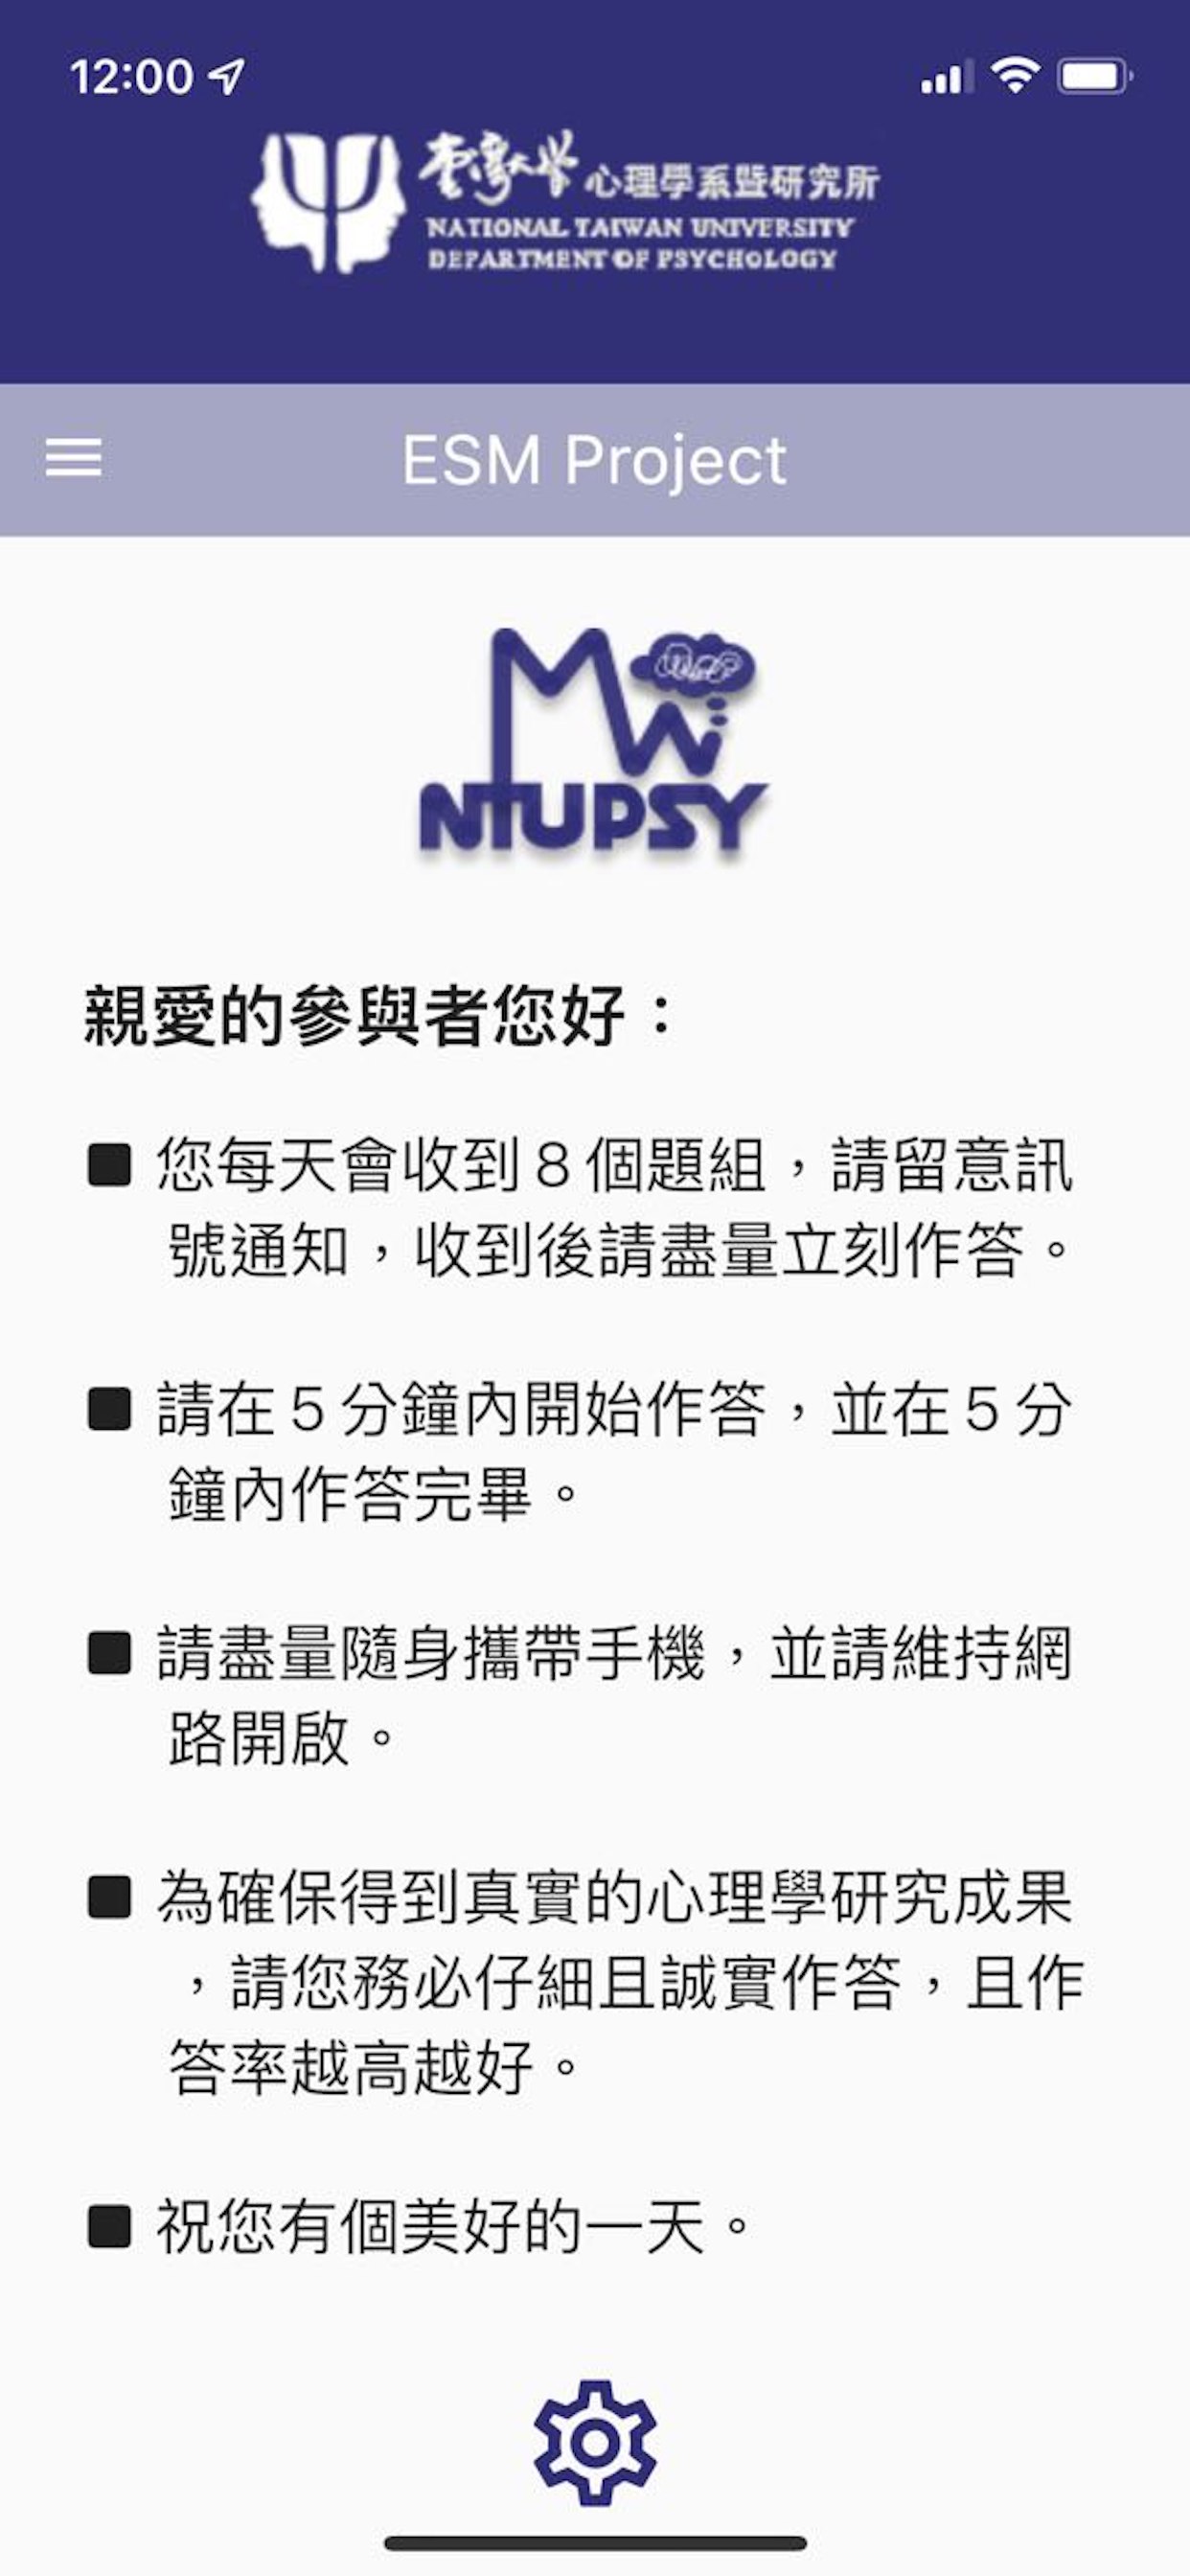 12:00
臺灣大學 心理學系暨研究所
NATIONAL TAIWAN UNIVERSITY
DEPARTMENT OF PSYCHOLOGY
ESM Project
MW
NTUPSY
親愛的參與者您好：
■ 您每天會收到 8 個題組，請留意訊
號通知，收到後請盡量立刻作答。
■ 請在 5 分鐘內開始作答，並在 5 分
鐘內作答完畢。
■ 請盡量隨身攜帶手機，並請維持網
路開啟。
■ 為確保得到真實的心理學研究成果
，請您務必仔細且誠實作答，且作
答率越高越好。
■ 祝您有個美好的一天。